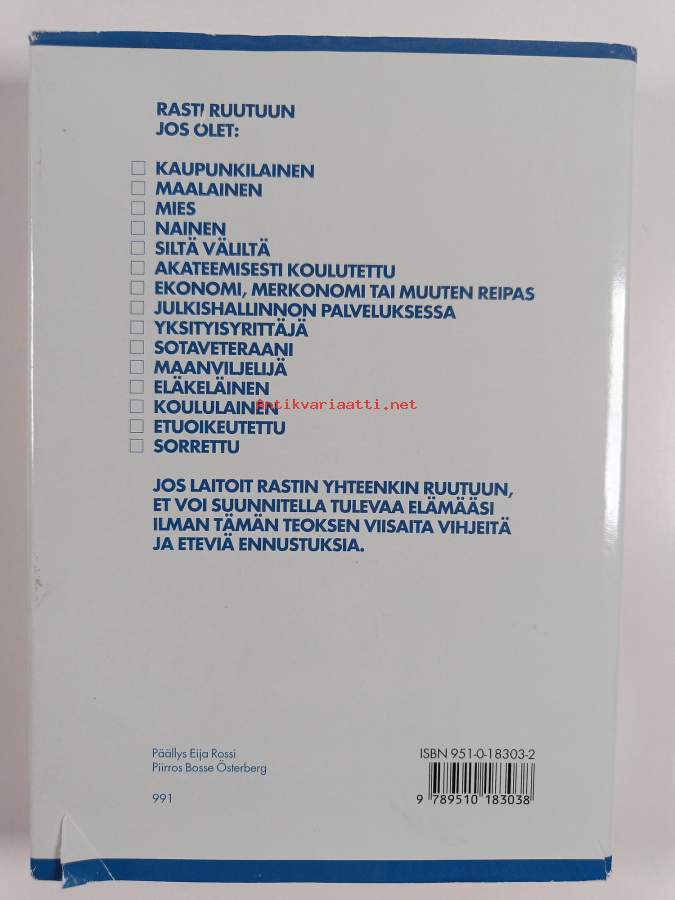 RASTI RUUTUUN
JOS OLET:
KAUPUNKILAINEN
MAALAINEN
MIES
NAINEN
SILTÄ VÄLILTÄ
AKATEEMISESTI KOULUTETTU
EKONOMI, MERKONOMI TAI MUUTEN REIPAS
JULKISHALLINNON PALVELUKSESSA
YKSITYISYRITTÄJÄ
SOTAVETERAANI
MAANVILJELIJÄ
ELÄKELÄINEN
KOULULAINEN
Antikvariaatti.net
ETUOIKEUTETTU
SORRETTU
JOS LAITOIT RASTIN YHTEENKIN RUUTUUN,
ET VOI SUUNNITELLA TULEVAA ELÄMÄÄSI
ILMAN TÄMÄN TEOKSEN VIISAITA VIHJEITÄ
JA ETEVIÄ ENNUSTUKSIA.
Päällys Eija Rossi
Piirros Bosse Österberg
991
ISBN 951-0-18303-2
9 789510 183038